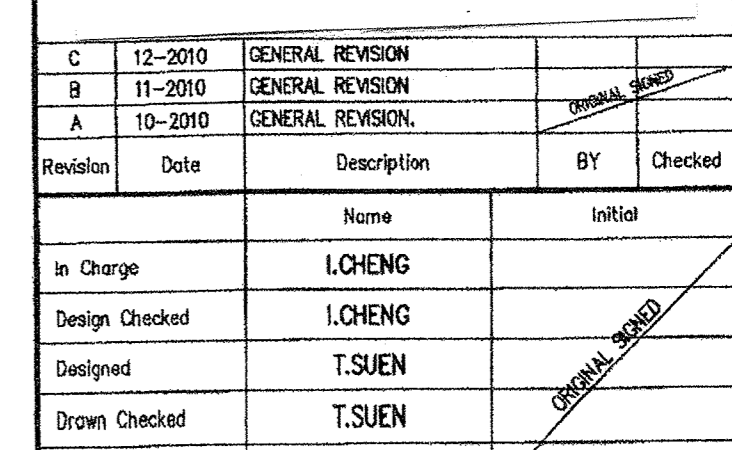 C 12-2010 GENERAL REVISION
B 11-2010 GENERAL REVISION
A 10-2010 GENERAL REVISION.
ORIGINAL SIGNED
Revision Date Description BY Checked
Name Initial
In Charge I.CHENG
Design Checked I.CHENG
Designed T.SUEN
Drawn Checked T.SUEN
ORIGINAL SIGNED